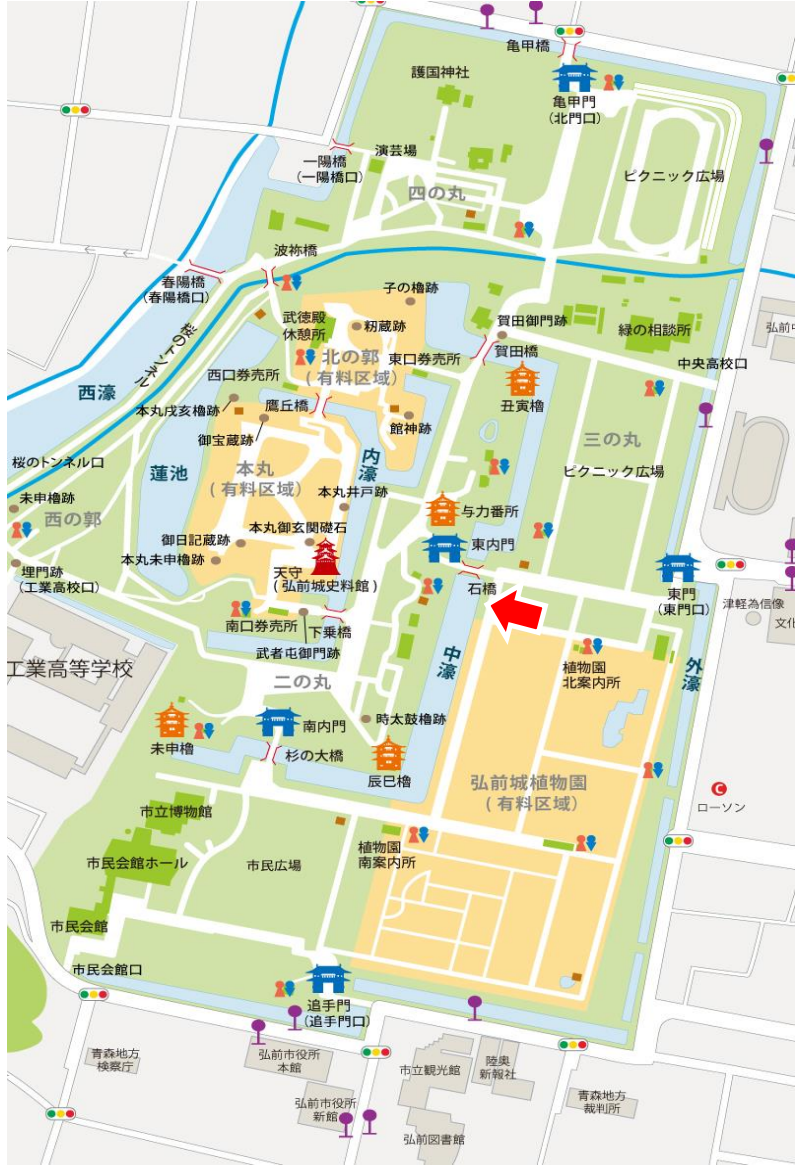 亀甲橋
護国神社
亀甲門
(北門口)
一陽橋
(一陽橋口)
演芸場
ピクニック広場
四の丸
波祢橋
春陽橋
(春陽橋口)
子の櫓跡
桜のトンネル
武徳殿
休憩所
籾蔵跡
賀田御門跡
緑の相談所
弘前中
北の郭
(有料区域)
東口券売所
賀田橋
中央高校口
西濠
西口券売所
丑寅櫓
本丸戌亥櫓跡
鷹丘橋
御宝蔵跡
館神跡
三の丸
桜のトンネル口
蓮池
本丸
(有料区域)
内濠
ピクニック広場
未申櫓跡
西の郭
本丸井戸跡
与力番所
御日記蔵跡
本丸御玄関礎石
東内門
本丸未申櫓跡
埋門跡
(工業高校口)
天守
(弘前城史料館)
石橋
東門
(東門口)
津軽為信像
文化
南口券売所
下乗橋
武者屯御門跡
中濠
植物園
北案内所
外濠
工業高等学校
二の丸
未申櫓
南内門
時太鼓櫓跡
杉の大橋
辰巳櫓
弘前城植物園
(有料区域)
C
ローソン
市立博物館
市民会館ホール
市民広場
植物園
南案内所
市民会館
市民会館口
追手門
(追手門口)
青森地方
検察庁
弘前市役所
本館
市立観光館
陸奥
新報社
弘前市役所
新館
青森地方
裁判所
弘前図書館